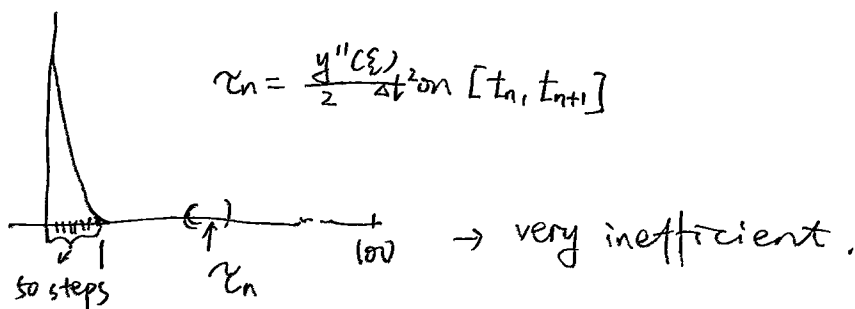 τₙ = y''(ξ)/2 Δt² on [tₙ, tₙ₊₁]
1
100
→ very inefficient.
50 steps
τₙ